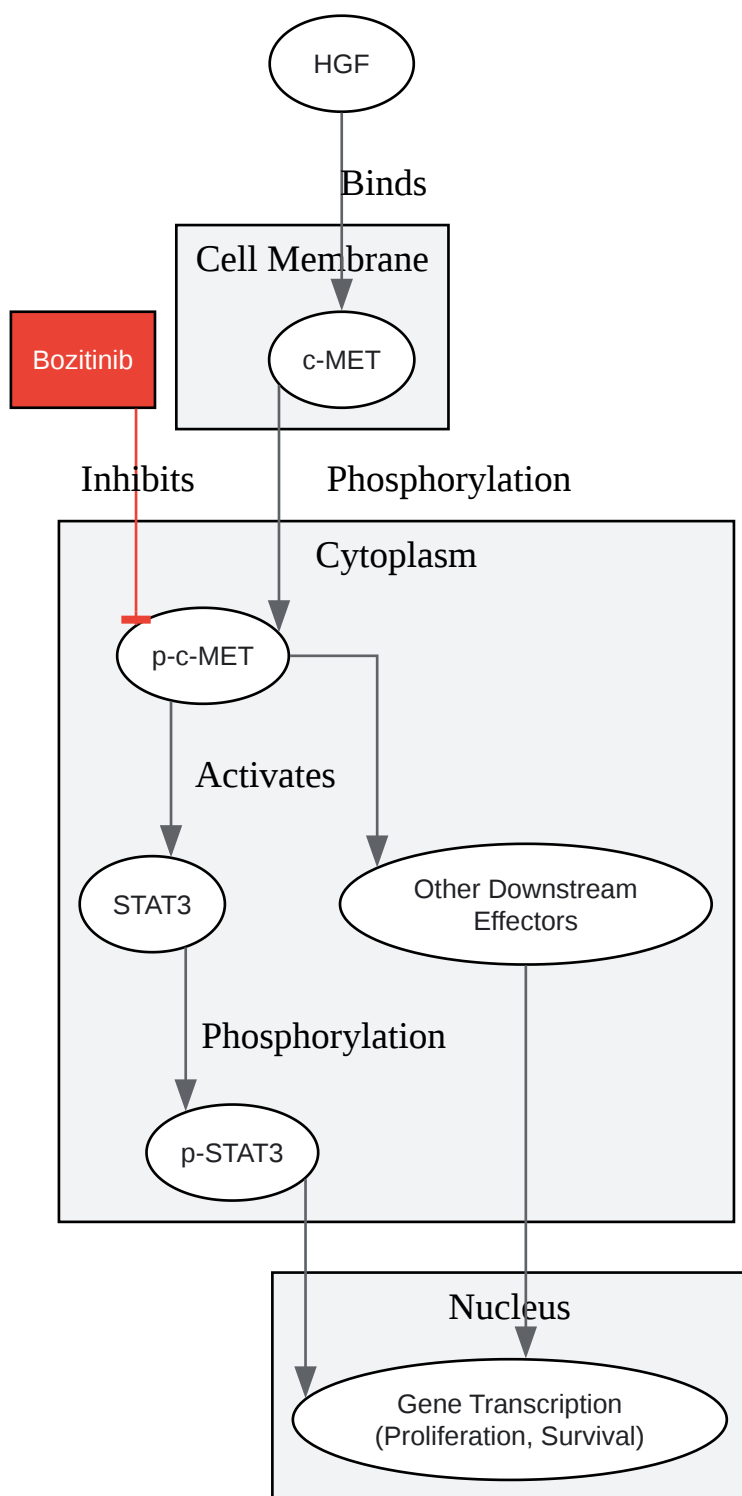 HGF
Binds
Cell Membrane
Bozitinib
c-MET
Inhibits
Phosphorylation
Cytoplasm
p-c-MET
Activates
STAT3
Other Downstream
Effectors
Phosphorylation
p-STAT3
Nucleus
Gene Transcription
(Proliferation, Survival)